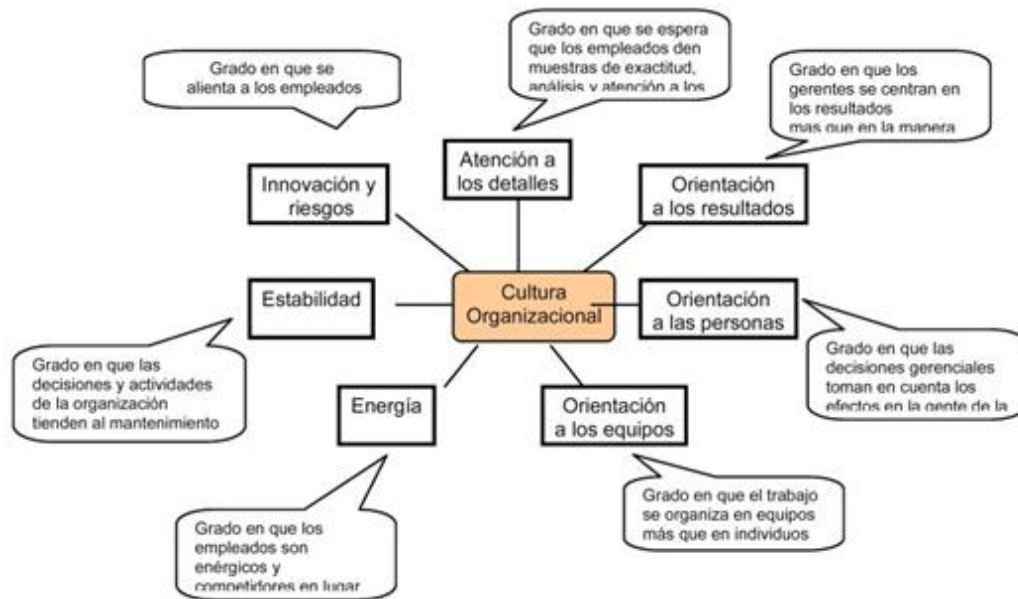 Grado en que se
alienta a los empleados
Grado en que se espera
que los empleados den
muestras de exactitud,
análisis y atención a los
Grado en que los
gerentes se centran en
los resultados
mas que en la manera
Innovación y
riesgos
Atención a
los detalles
Orientación
a los resultados
Estabilidad
Cultura
Organizacional
Orientación
a las personas
Grado en que las
decisiones y actividades
de la organización
tienden al mantenimiento
Energía
Orientación
a los equipos
Grado en que las
decisiones gerenciales
toman en cuenta los
efectos en la gente de la
Grado en que los
empleados son
enérgicos y
competidores en lugar
Grado en que el trabajo
se organiza en equipos
más que en individuos